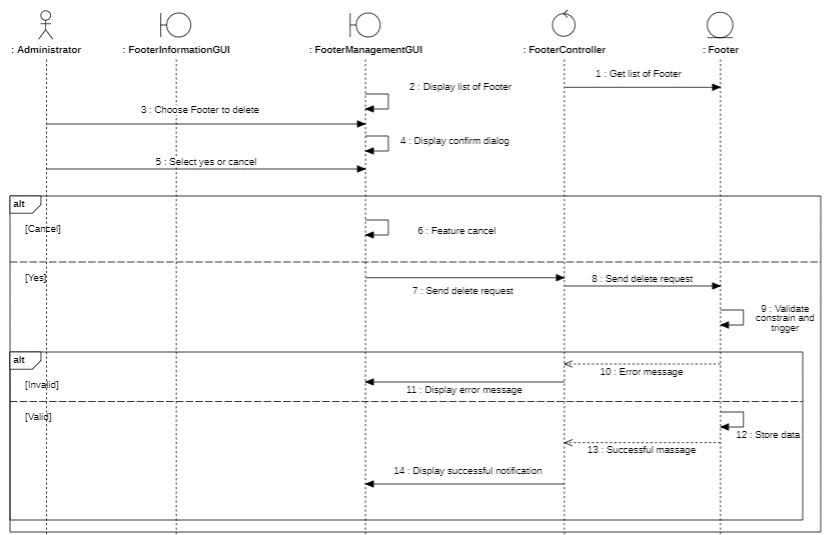 : Administrator
: FooterInformationGUI
: FooterManagementGUI
: FooterController
: Footer
1 : Get list of Footer
2 : Display list of Footer
3 : Choose Footer to delete
4 : Display confirm dialog
5 : Select yes or cancel
alt
[Cancel]
6 : Feature cancel
[Yes]
7 : Send delete request
8 : Send delete request
9 : Validate
constrain and
trigger
alt
10 : Error message
[Invalid]
11 : Display error message
[Valid]
12 : Store data
13 : Successful massage
14 : Display successful notification